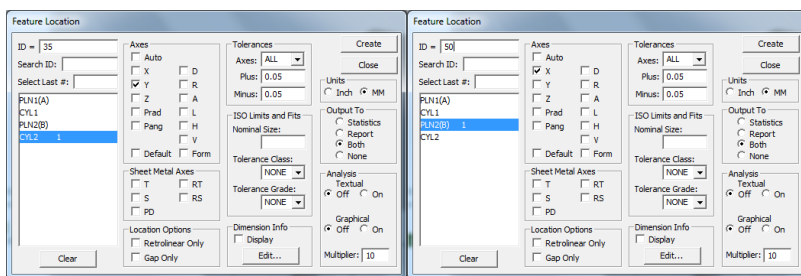 Feature Location
ID = 35
Search ID:
Select Last #:
PLN1(A)
CYL1
PLN2(B)
CYL2 1
Clear
Axes
Auto
X D
Y R
Z A
Prad L
Pang H
V
Default Form
Sheet Metal Axes
T RT
S RS
PD
Location Options
Retrolinear Only
Gap Only
Tolerances
Axes: ALL
Plus: 0.05
Minus: 0.05
ISO Limits and Fits
Nominal Size:
Tolerance Class:
NONE
Tolerance Grade:
NONE
Dimension Info
Display
Edit...
Create
Close
Units
Inch MM
Output To
Statistics
Report
Both
None
Analysis
Textual
Off On
Graphical
Off On
Multiplier: 10
Feature Location
ID = 50
Search ID:
Select Last #:
PLN1(A)
CYL1
PLN2(B) 1
CYL2
Clear
Axes
Auto
X D
Y R
Z A
Prad L
Pang H
V
Default Form
Sheet Metal Axes
T RT
S RS
PD
Location Options
Retrolinear Only
Gap Only
Tolerances
Axes: ALL
Plus: 0.05
Minus: 0.05
ISO Limits and Fits
Nominal Size:
Tolerance Class:
NONE
Tolerance Grade:
NONE
Dimension Info
Display
Edit...
Create
Close
Units
Inch MM
Output To
Statistics
Report
Both
None
Analysis
Textual
Off On
Graphical
Off On
Multiplier: 10